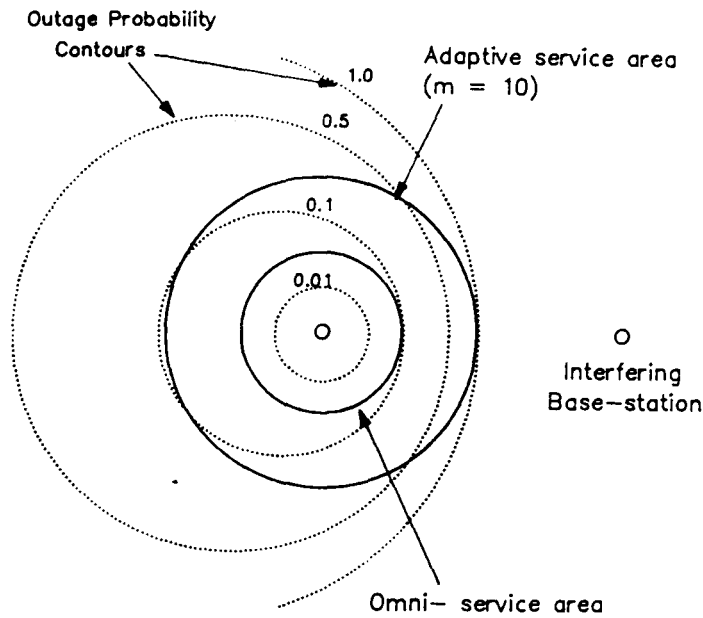 Outage Probability
Contours
1.0
Adaptive service area
(m = 10)
0.5
0.1
0.01
Interfering
Base-station
Omni- service area